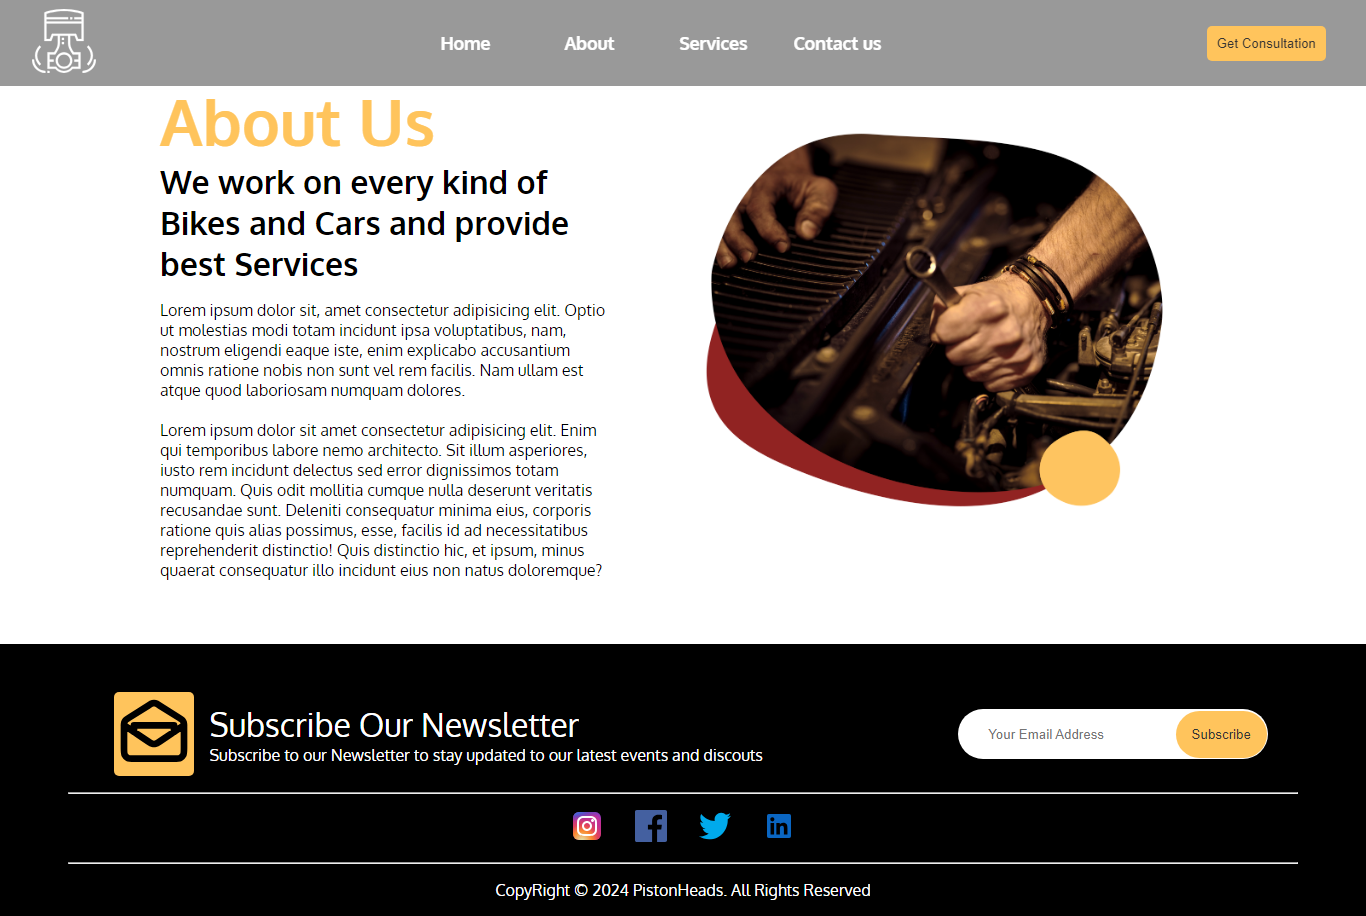 Home About Services Contact us Get Consultation
About Us
We work on every kind of
Bikes and Cars and provide
best Services
Lorem ipsum dolor sit, amet consectetur adipisicing elit. Optio
ut molestias modi totam incidunt ipsa voluptatibus, nam,
nostrum eligendi eaque iste, enim explicabo accusantium
omnis ratione nobis non sunt vel rem facilis. Nam ullam est
atque quod laboriosam numquam dolores.
Lorem ipsum dolor sit amet consectetur adipisicing elit. Enim
qui temporibus labore nemo architecto. Sit illum asperiores,
iusto rem incidunt delectus sed error dignissimos totam
numquam. Quis odit mollitia cumque nulla deserunt veritatis
recusandae sunt. Deleniti consequatur minima eius, corporis
ratione quis alias possimus, esse, facilis id ad necessitatibus
reprehenderit distinctio! Quis distinctio hic, et ipsum, minus
quaerat consequatur illo incidunt eius non natus doloremque?
Subscribe Our Newsletter
Subscribe to our Newsletter to stay updated to our latest events and discouts
Your Email Address Subscribe
CopyRight © 2024 PistonHeads. All Rights Reserved